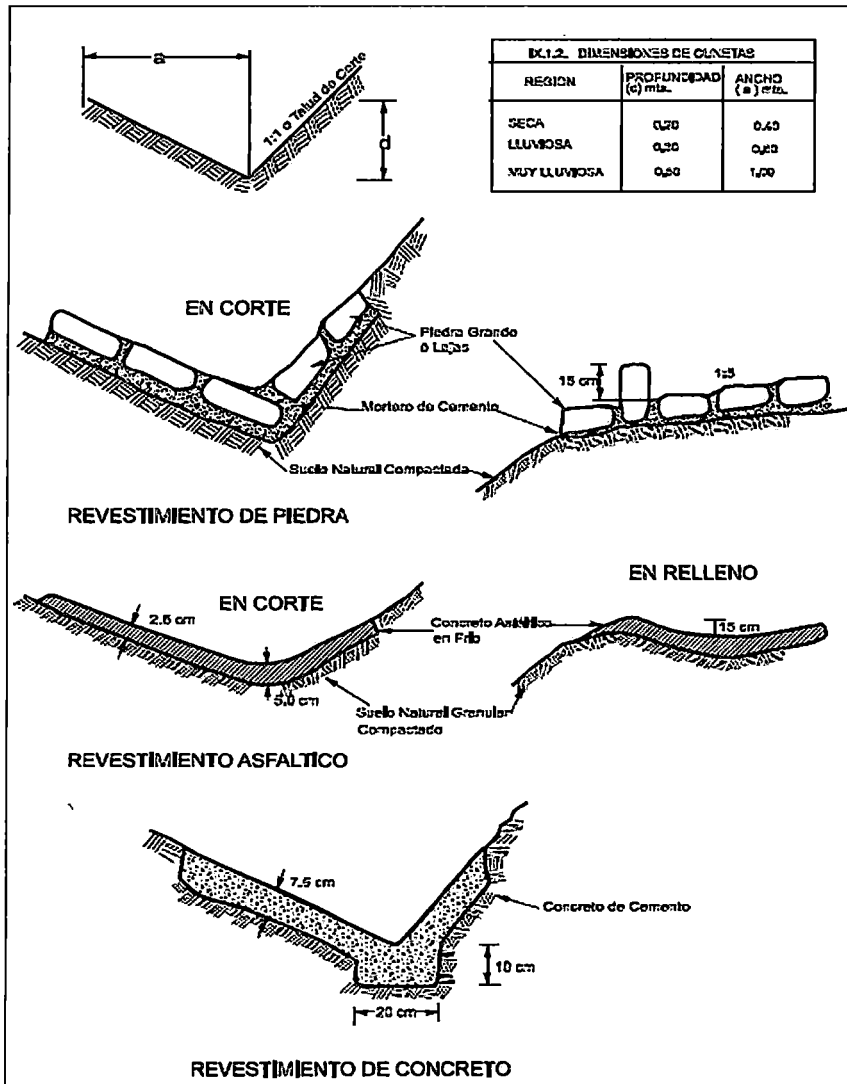 a
1:1 o Talud de Corte
d
IX.1.2. DIMENSIONES DE CUNETAS
REGION
PROFUNDIDAD
(d) mts.
ANCHO
( a ) mts.
SECA
0,20
0,40
LLUVIOSA
0,60
MUY LLUVIOSA
0,50
1,00
EN CORTE
Piedra Grande
ó Lajas
15 cm
1:5
Mortero de Cemento
Suelo Natural Compactada
REVESTIMIENTO DE PIEDRA
EN RELLENO
EN CORTE
2.5 cm
Concreto Asfáltico
en Frío
15 cm
5.0 cm
Suelo Natural Granular
Compactado
REVESTIMIENTO ASFALTICO
7.5 cm
Concreto de Cemento
10 cm
20 cm
REVESTIMIENTO DE CONCRETO